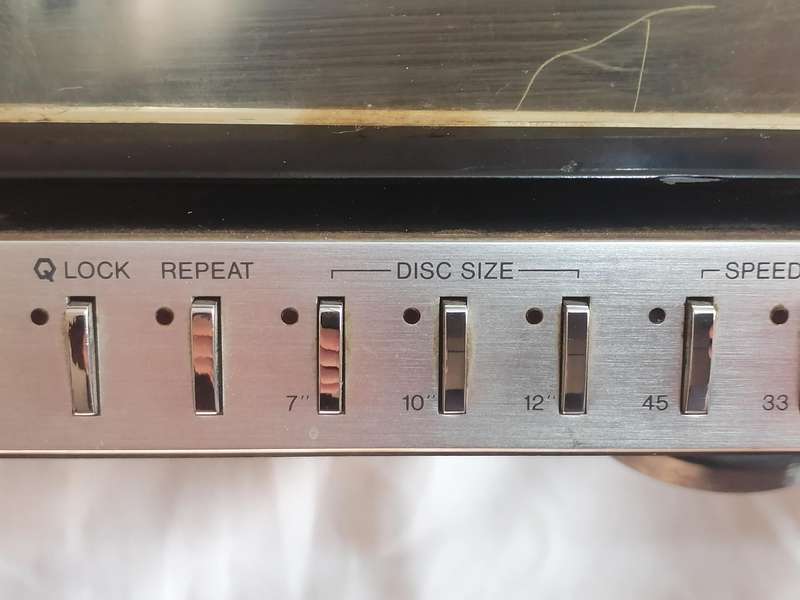 Q LOCK REPEAT DISC SIZE SPEED
7" 10" 12" 45 33